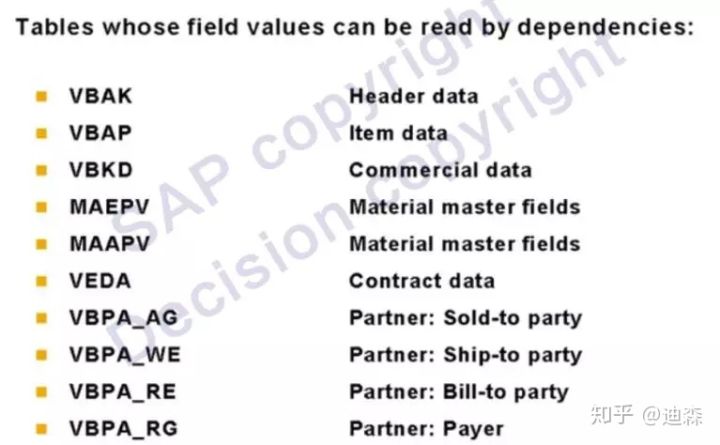 Tables whose field values can be read by dependencies:
VBAK Header data
VBAP Item data
VBKD Commercial data
MAEPV Material master fields
MAAPV Material master fields
VEDA Contract data
VBPA_AG Partner: Sold-to party
VBPA_WE Partner: Ship-to party
VBPA_RE Partner: Bill-to party
VBPA_RG Partner: Payer
SAP copyright
Decision copyright
知乎 @迪森